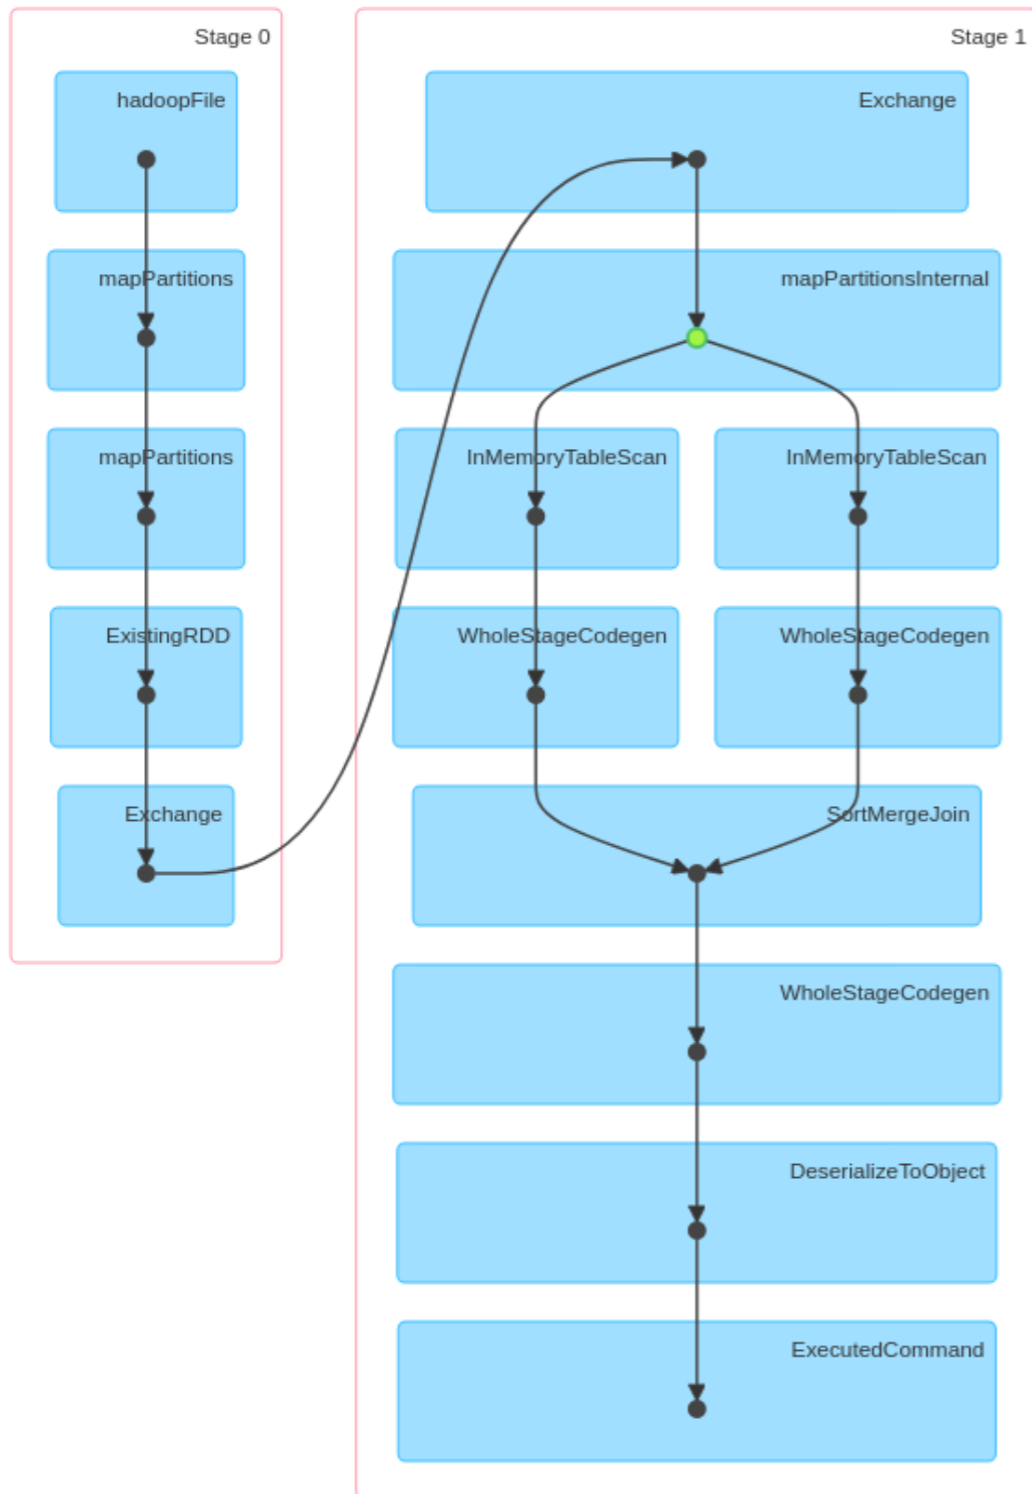 Stage 0
hadoopFile
mapPartitions
mapPartitions
ExistingRDD
Exchange
Stage 1
Exchange
mapPartitionsInternal
InMemoryTableScan
InMemoryTableScan
WholeStageCodegen
WholeStageCodegen
SortMergeJoin
WholeStageCodegen
DeserializeToObject
ExecutedCommand